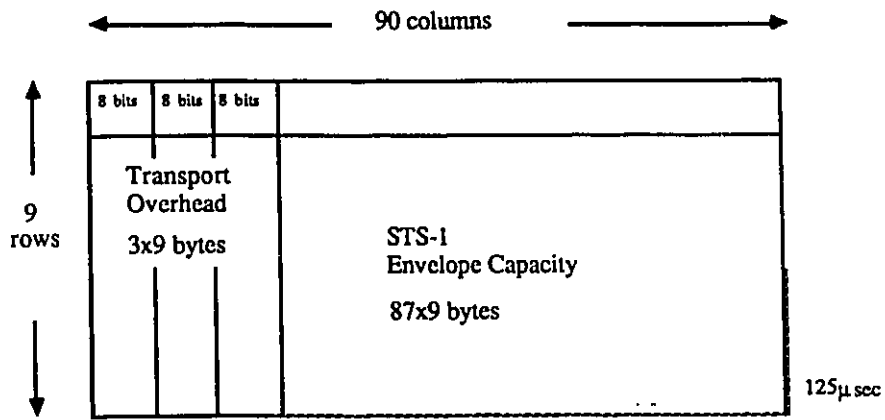 90 columns
8 bits 8 bits 8 bits
Transport
Overhead
3x9 bytes
9
rows
STS-1
Envelope Capacity
87x9 bytes
125μ sec